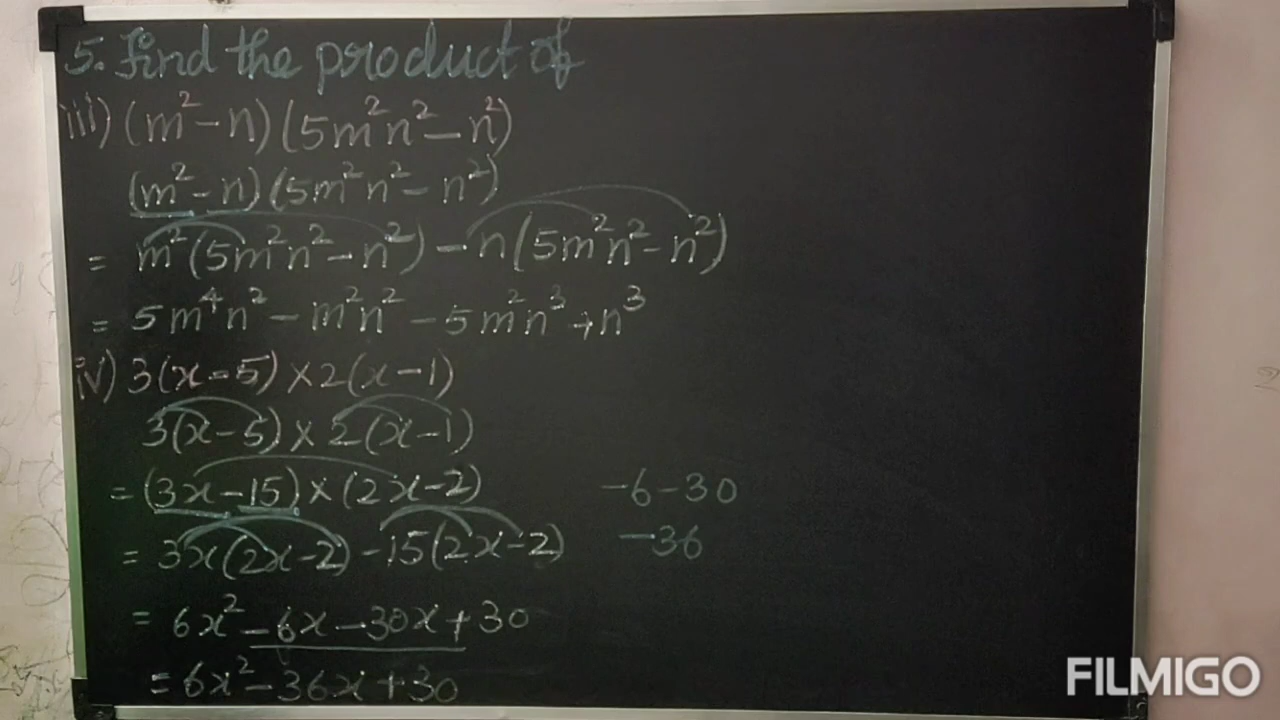 5. Find the product of
iii) (m² - n) (5m²n² - n²)
(m² - n) (5m²n² - n²)
= m² (5m²n² - n²) - n (5m²n² - n²)
= 5m⁴n² - m²n² - 5m²n³ + n³
iv) 3(x - 5) × 2(x - 1)
3(x - 5) × 2(x - 1)
= (3x - 15) × (2x - 2)
= 3x(2x - 2) - 15(2x - 2)
= 6x² - 6x - 30x + 30
= 6x² - 36x + 30
-6-30
-36
FILMIGO